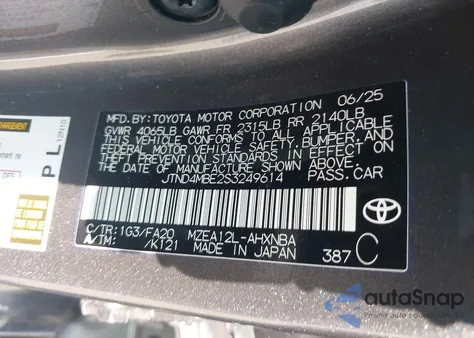 MFD.BY:TOYOTA MOTOR CORPORATION 06/25
GVWR 4065LB GAWR FR 2315LB RR 2140LB
THIS VEHICLE CONFORMS TO ALL APPLICABLE
FEDERAL MOTOR VEHICLE SAFETY, BUMPER, AND
THEFT PREVENTION STANDARDS IN EFFECT ON
THE DATE OF MANUFACTURE SHOWN ABOVE.
JTND4MBE2S3249614 PASS.CAR
C/TR:1G3/FA20 MZEA12L-AHXNBA
A/TM: /K121 MADE IN JAPAN 387 C
TOYOTA
P L
12N10
autoSnap